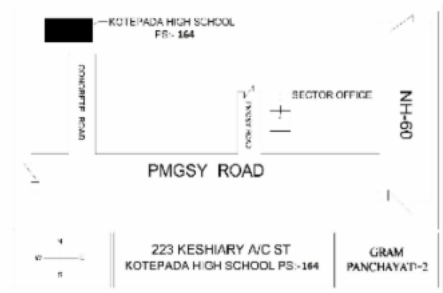 KOTEPADA HIGH SCHOOL
PS:- 164
CONCRETE ROAD
SECTOR OFFICE
NH-60
PMGSY ROAD
N
W
S
223 KESHIARY A/C ST
KOTEPADA HIGH SCHOOL PS:-164
GRAM
PANCHAYAT:-2